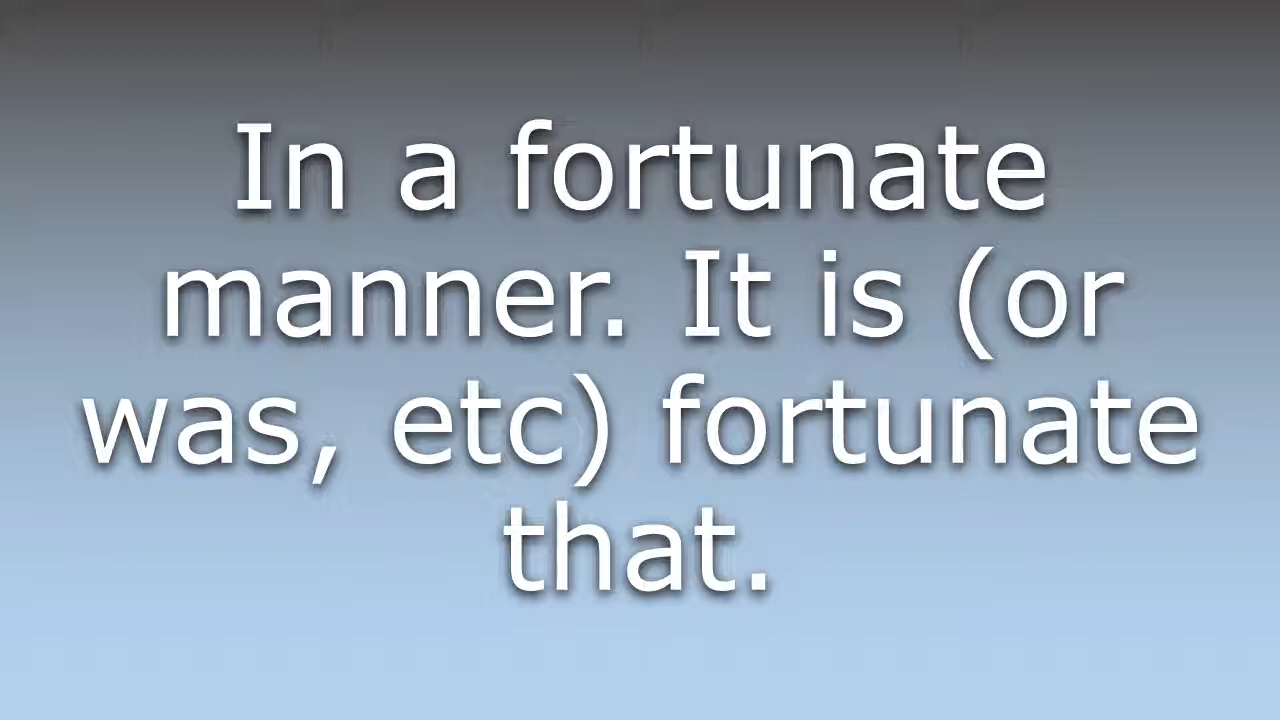 In a fortunate
manner. It is (or
was, etc) fortunate
that.